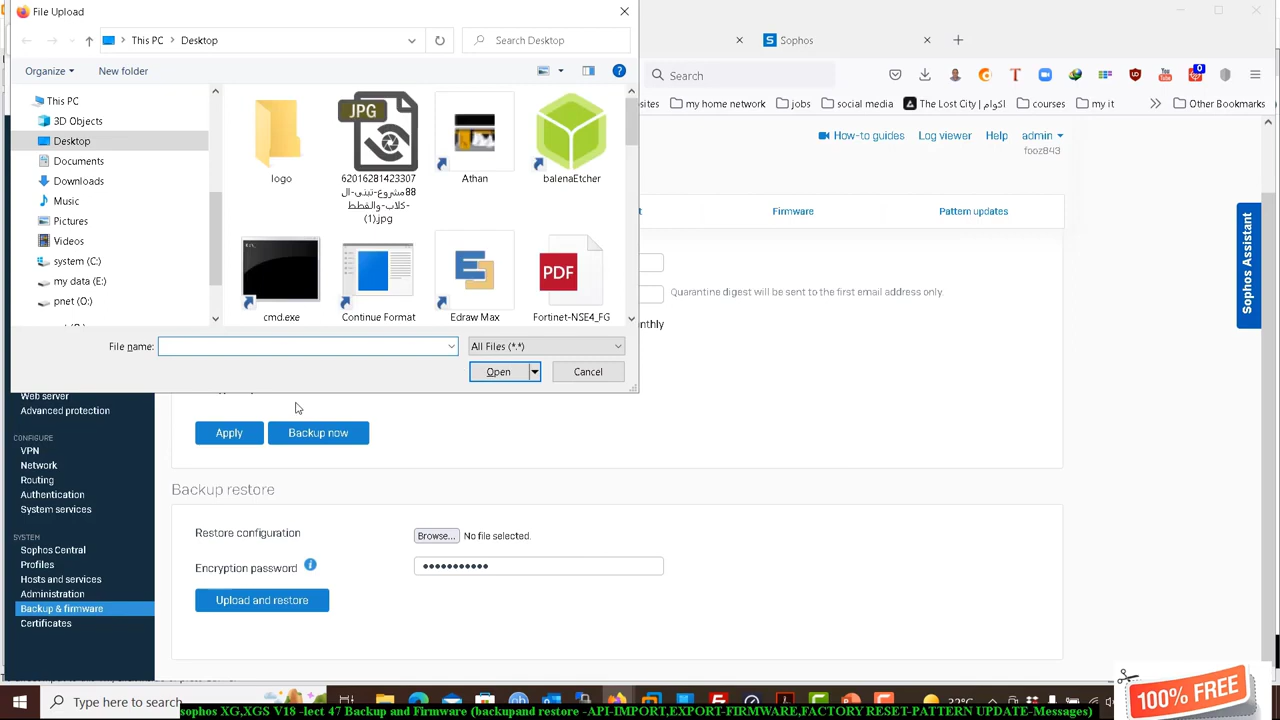 File Upload
This PC > Desktop
Search Desktop
Organize
New folder
This PC
3D Objects
Desktop
Documents
Downloads
Music
Pictures
Videos
system (C:)
my data (E:)
pnet (O:)
JPG
logo
62016281423307
88مشروع-تبنى-ال
-كلاب-والقطط
(1).jpg
Athan
balenaEtcher
cmd.exe
Continue Format
Edraw Max
PDF
Fortinet-NSE4_FG
File name:
All Files (*.*)
Open
Cancel
Sophos
Search
my home network
jobs
social media
The Lost City | اكوام
courses
my it
Other Bookmarks
How-to guides
Log viewer
Help
admin
fooz843
Firmware
Pattern updates
Quarantine digest will be sent to the first email address only.
Sophos Assistant
Web server
Advanced protection
CONFIGURE
VPN
Network
Routing
Authentication
System services
SYSTEM
Sophos Central
Profiles
Hosts and services
Administration
Backup & firmware
Certificates
Apply
Backup now
Backup restore
Restore configuration
Browse... No file selected.
Encryption password
Upload and restore
Type here to search
sophos XG,XGS V18 -lect 47 Backup and Firmware (backupand restore -API-IMPORT,EXPORT-FIRMWARE,FACTORY RESET-PATTERN UPDATE-Messages)
100% FREE